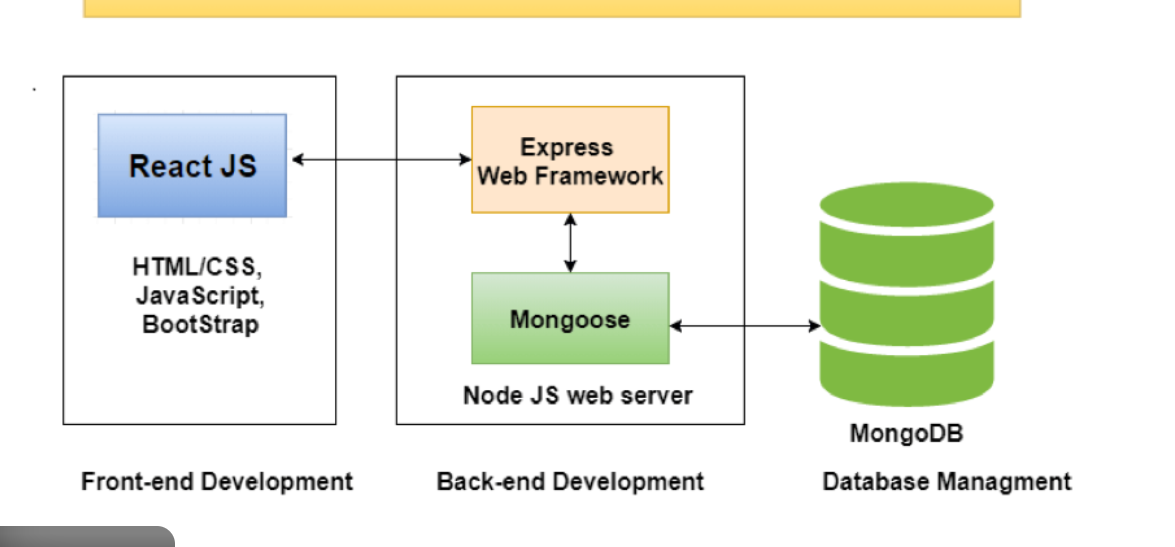 React JS
HTML/CSS,
JavaScript,
BootStrap
Express
Web Framework
Mongoose
Node JS web server
MongoDB
Front-end Development
Back-end Development
Database Managment